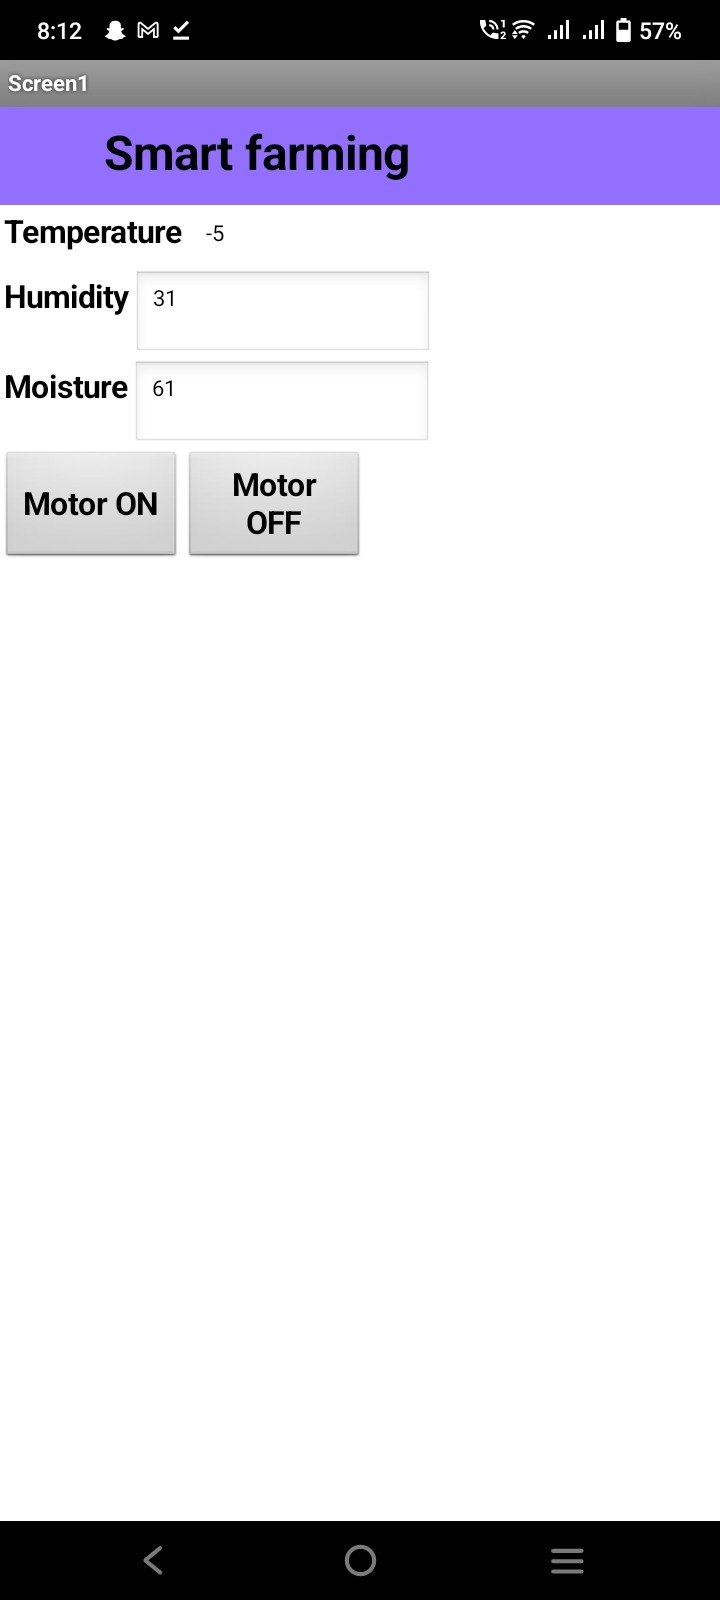 8:12 57%
Screen1
Smart farming
Temperature -5
Humidity 31
Moisture 61
Motor ON Motor
OFF